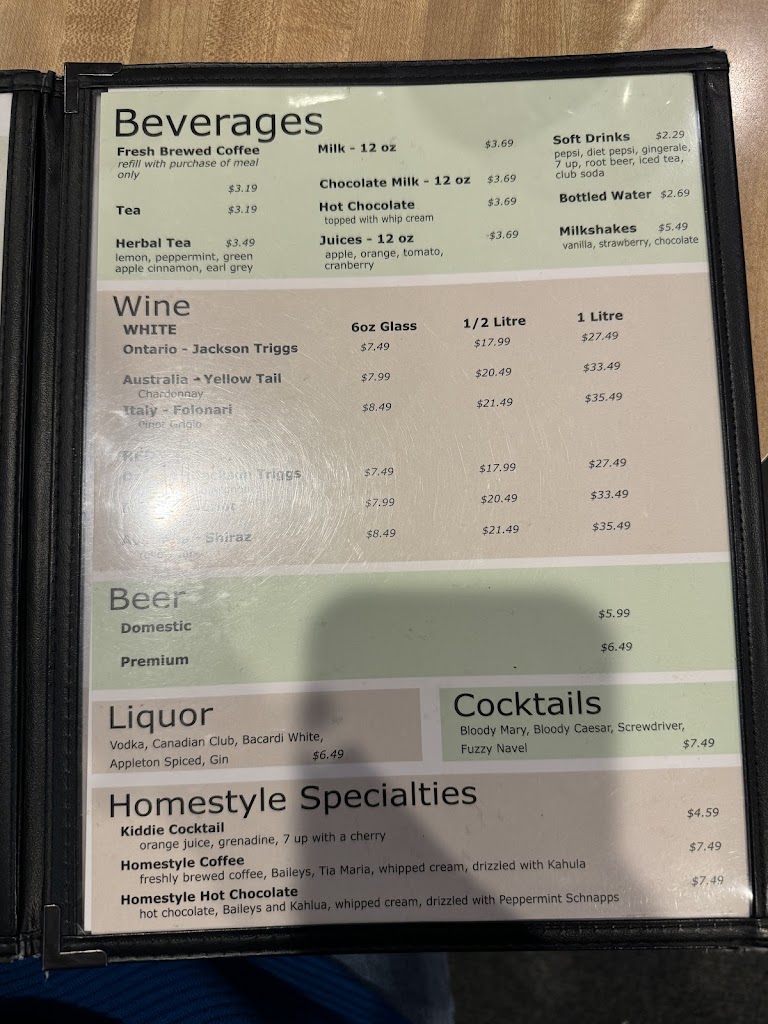 Beverages
Fresh Brewed Coffee
refill with purchase of meal
only
$3.19
Tea $3.19
Herbal Tea $3.49
lemon, peppermint, green
apple cinnamon, earl grey
Milk - 12 oz $3.69
Chocolate Milk - 12 oz $3.69
Hot Chocolate $3.69
topped with whip cream
Juices - 12 oz $3.69
apple, orange, tomato,
cranberry
Soft Drinks $2.29
pepsi, diet pepsi, gingerale,
7 up, root beer, iced tea,
club soda
Bottled Water $2.69
Milkshakes $5.49
vanilla, strawberry, chocolate
Wine
WHITE 6oz Glass 1/2 Litre 1 Litre
Ontario - Jackson Triggs $7.49 $17.99 $27.49
Australia - Yellow Tail $7.99 $20.49 $33.49
Chardonnay
Italy - Folonari $8.49 $21.49 $35.49
Pinot Grigio
Triggs $7.49 $17.99 $27.49
$7.99 $20.49 $33.49
Shiraz $8.49 $21.49 $35.49
Beer
Domestic $5.99
Premium $6.49
Liquor
Vodka, Canadian Club, Bacardi White,
Appleton Spiced, Gin $6.49
Cocktails
Bloody Mary, Bloody Caesar, Screwdriver,
Fuzzy Navel $7.49
Homestyle Specialties
Kiddie Cocktail $4.59
orange juice, grenadine, 7 up with a cherry
Homestyle Coffee $7.49
freshly brewed coffee, Baileys, Tia Maria, whipped cream, drizzled with Kahula
Homestyle Hot Chocolate $7.49
hot chocolate, Baileys and Kahlua, whipped cream, drizzled with Peppermint Schnapps